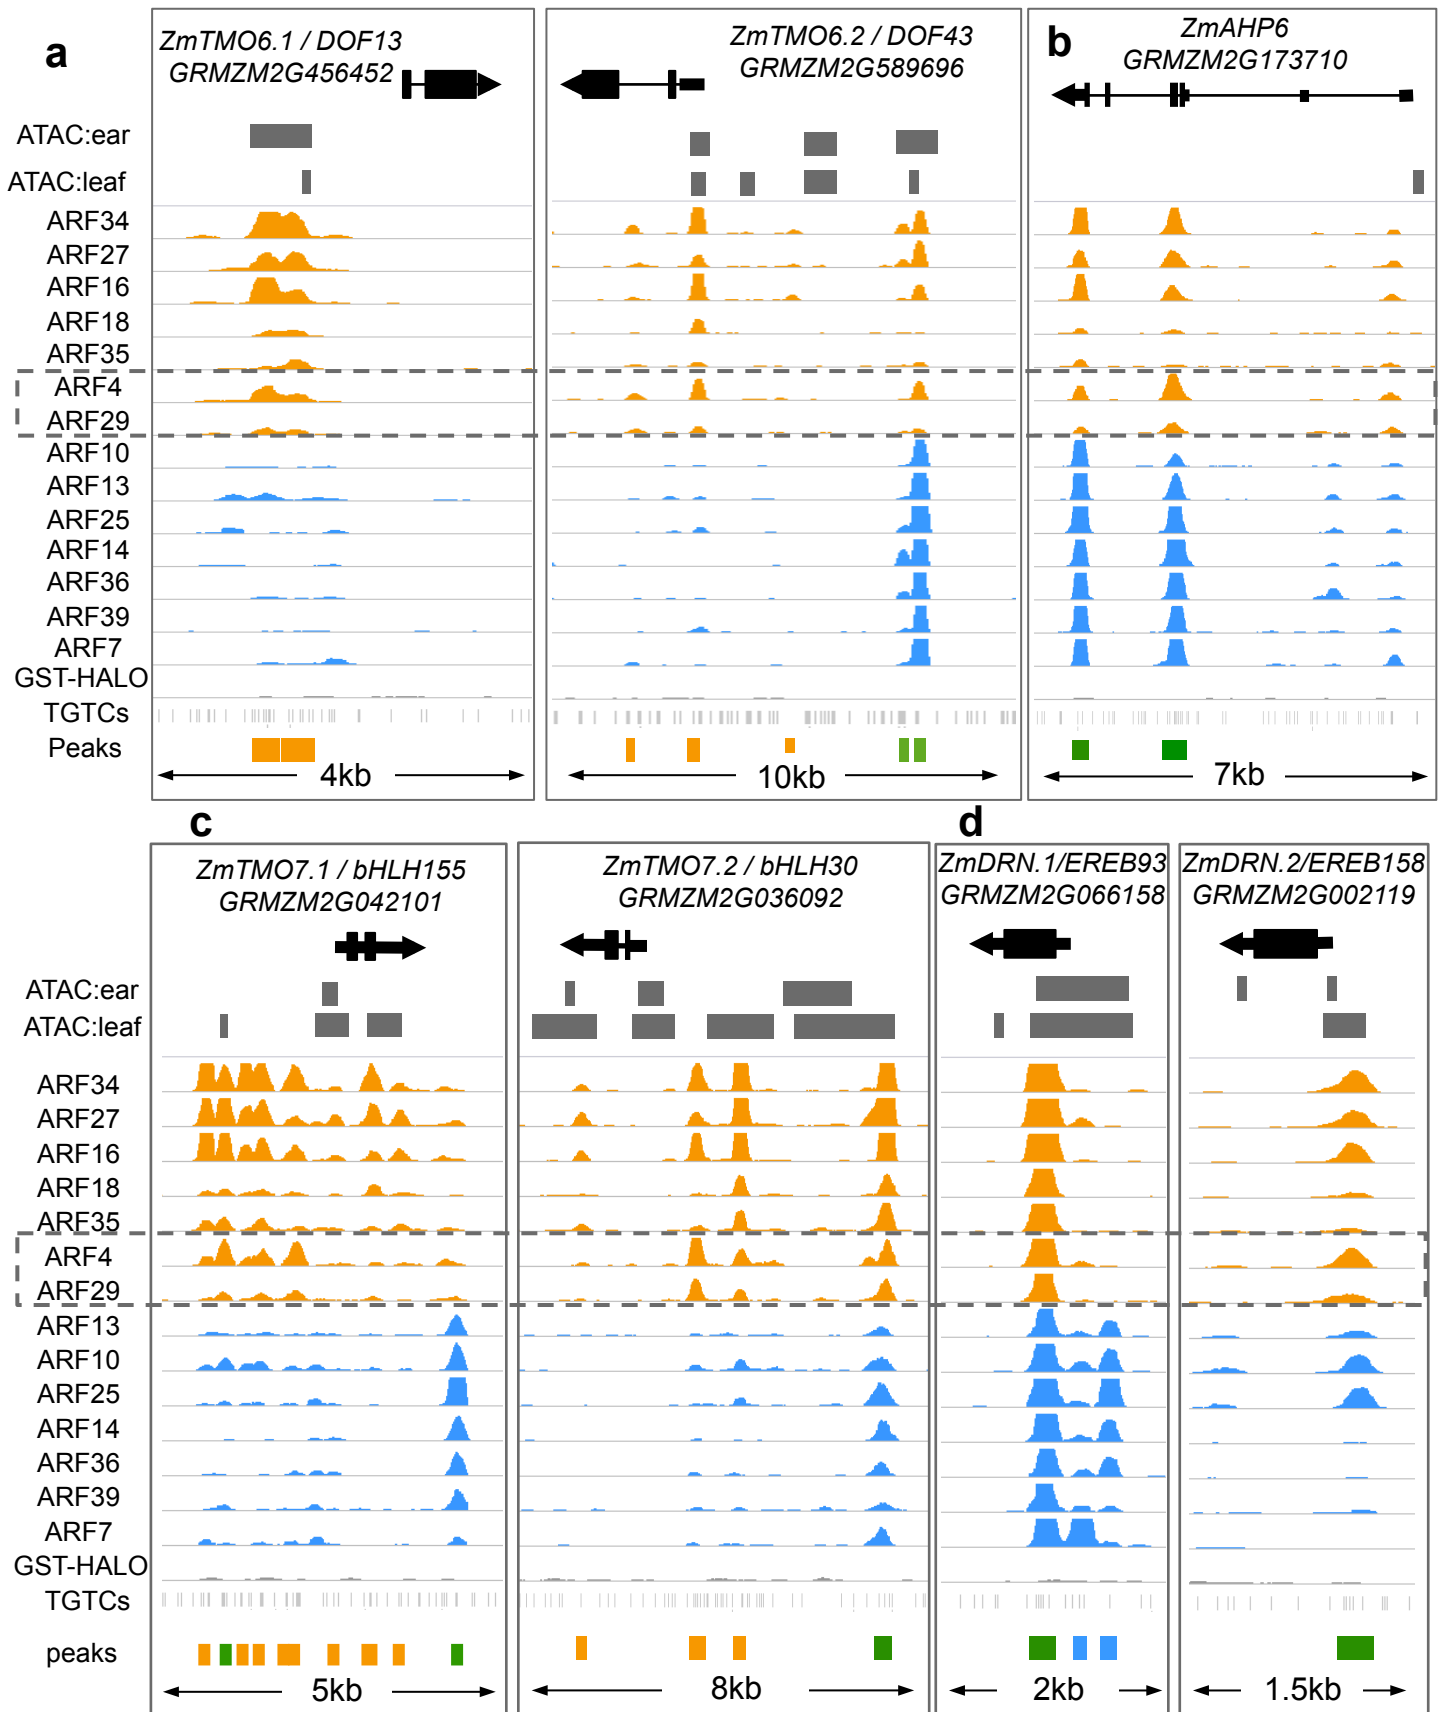 a
ZmTMO6.1 / DOF13
GRMZM2G456452
ZmTMO6.2 / DOF43
GRMZM2G589696
b
ZmAHP6
GRMZM2G173710
ATAC:ear
ATAC:leaf
ARF34
ARF27
ARF16
ARF18
ARF35
ARF4
ARF29
ARF10
ARF13
ARF25
ARF14
ARF36
ARF39
ARF7
GST-HALO
TGTCs
Peaks
4kb
10kb
7kb
c
ZmTMO7.1 / bHLH155
GRMZM2G042101
ZmTMO7.2 / bHLH30
GRMZM2G036092
d
ZmDRN.1/EREB93
GRMZM2G066158
ZmDRN.2/EREB158
GRMZM2G002119
ATAC:ear
ATAC:leaf
ARF34
ARF27
ARF16
ARF18
ARF35
ARF4
ARF29
ARF13
ARF10
ARF25
ARF14
ARF36
ARF39
ARF7
GST-HALO
TGTCs
peaks
5kb
8kb
2kb
1.5kb